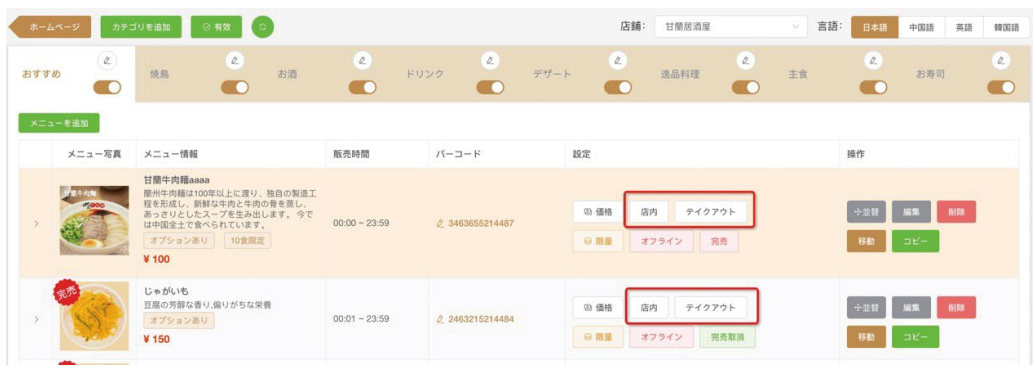 ホームページ カテゴリを追加 有效 店舗： 甘蘭居酒屋 言語： 日本語 中国語 英語 韓国語
おすすめ 焼鳥 お酒 ドリンク デザート 逸品料理 主食 お寿司
メニューを追加
メニュー写真 メニュー情報 販売時間 バーコード 設定 操作
甘蘭牛肉麺aaaa
蘭州牛肉麺は100年以上に渡り、独自の製造工
程を形成し、新鮮な牛肉と牛肉の骨を蒸し、
あっさりとしたスープを生み出します。 今で
は中国全土で食べられています。
オプションあり 10食限定
¥ 100
甘蘭牛肉麺
00:00 ~ 23:59
3463655214487
価格 店内 テイクアウト
限量 オフライン 完売
並替 編集 削除
移動 コピー
完売
じゃがいも
豆腐の芳醇な香り,偏りがちな栄養
オプションあり
¥ 150
00:01 ~ 23:59
2463215214484
価格 店内 テイクアウト
限量 オフライン 完売取消
並替 編集 削除
移動 コピー